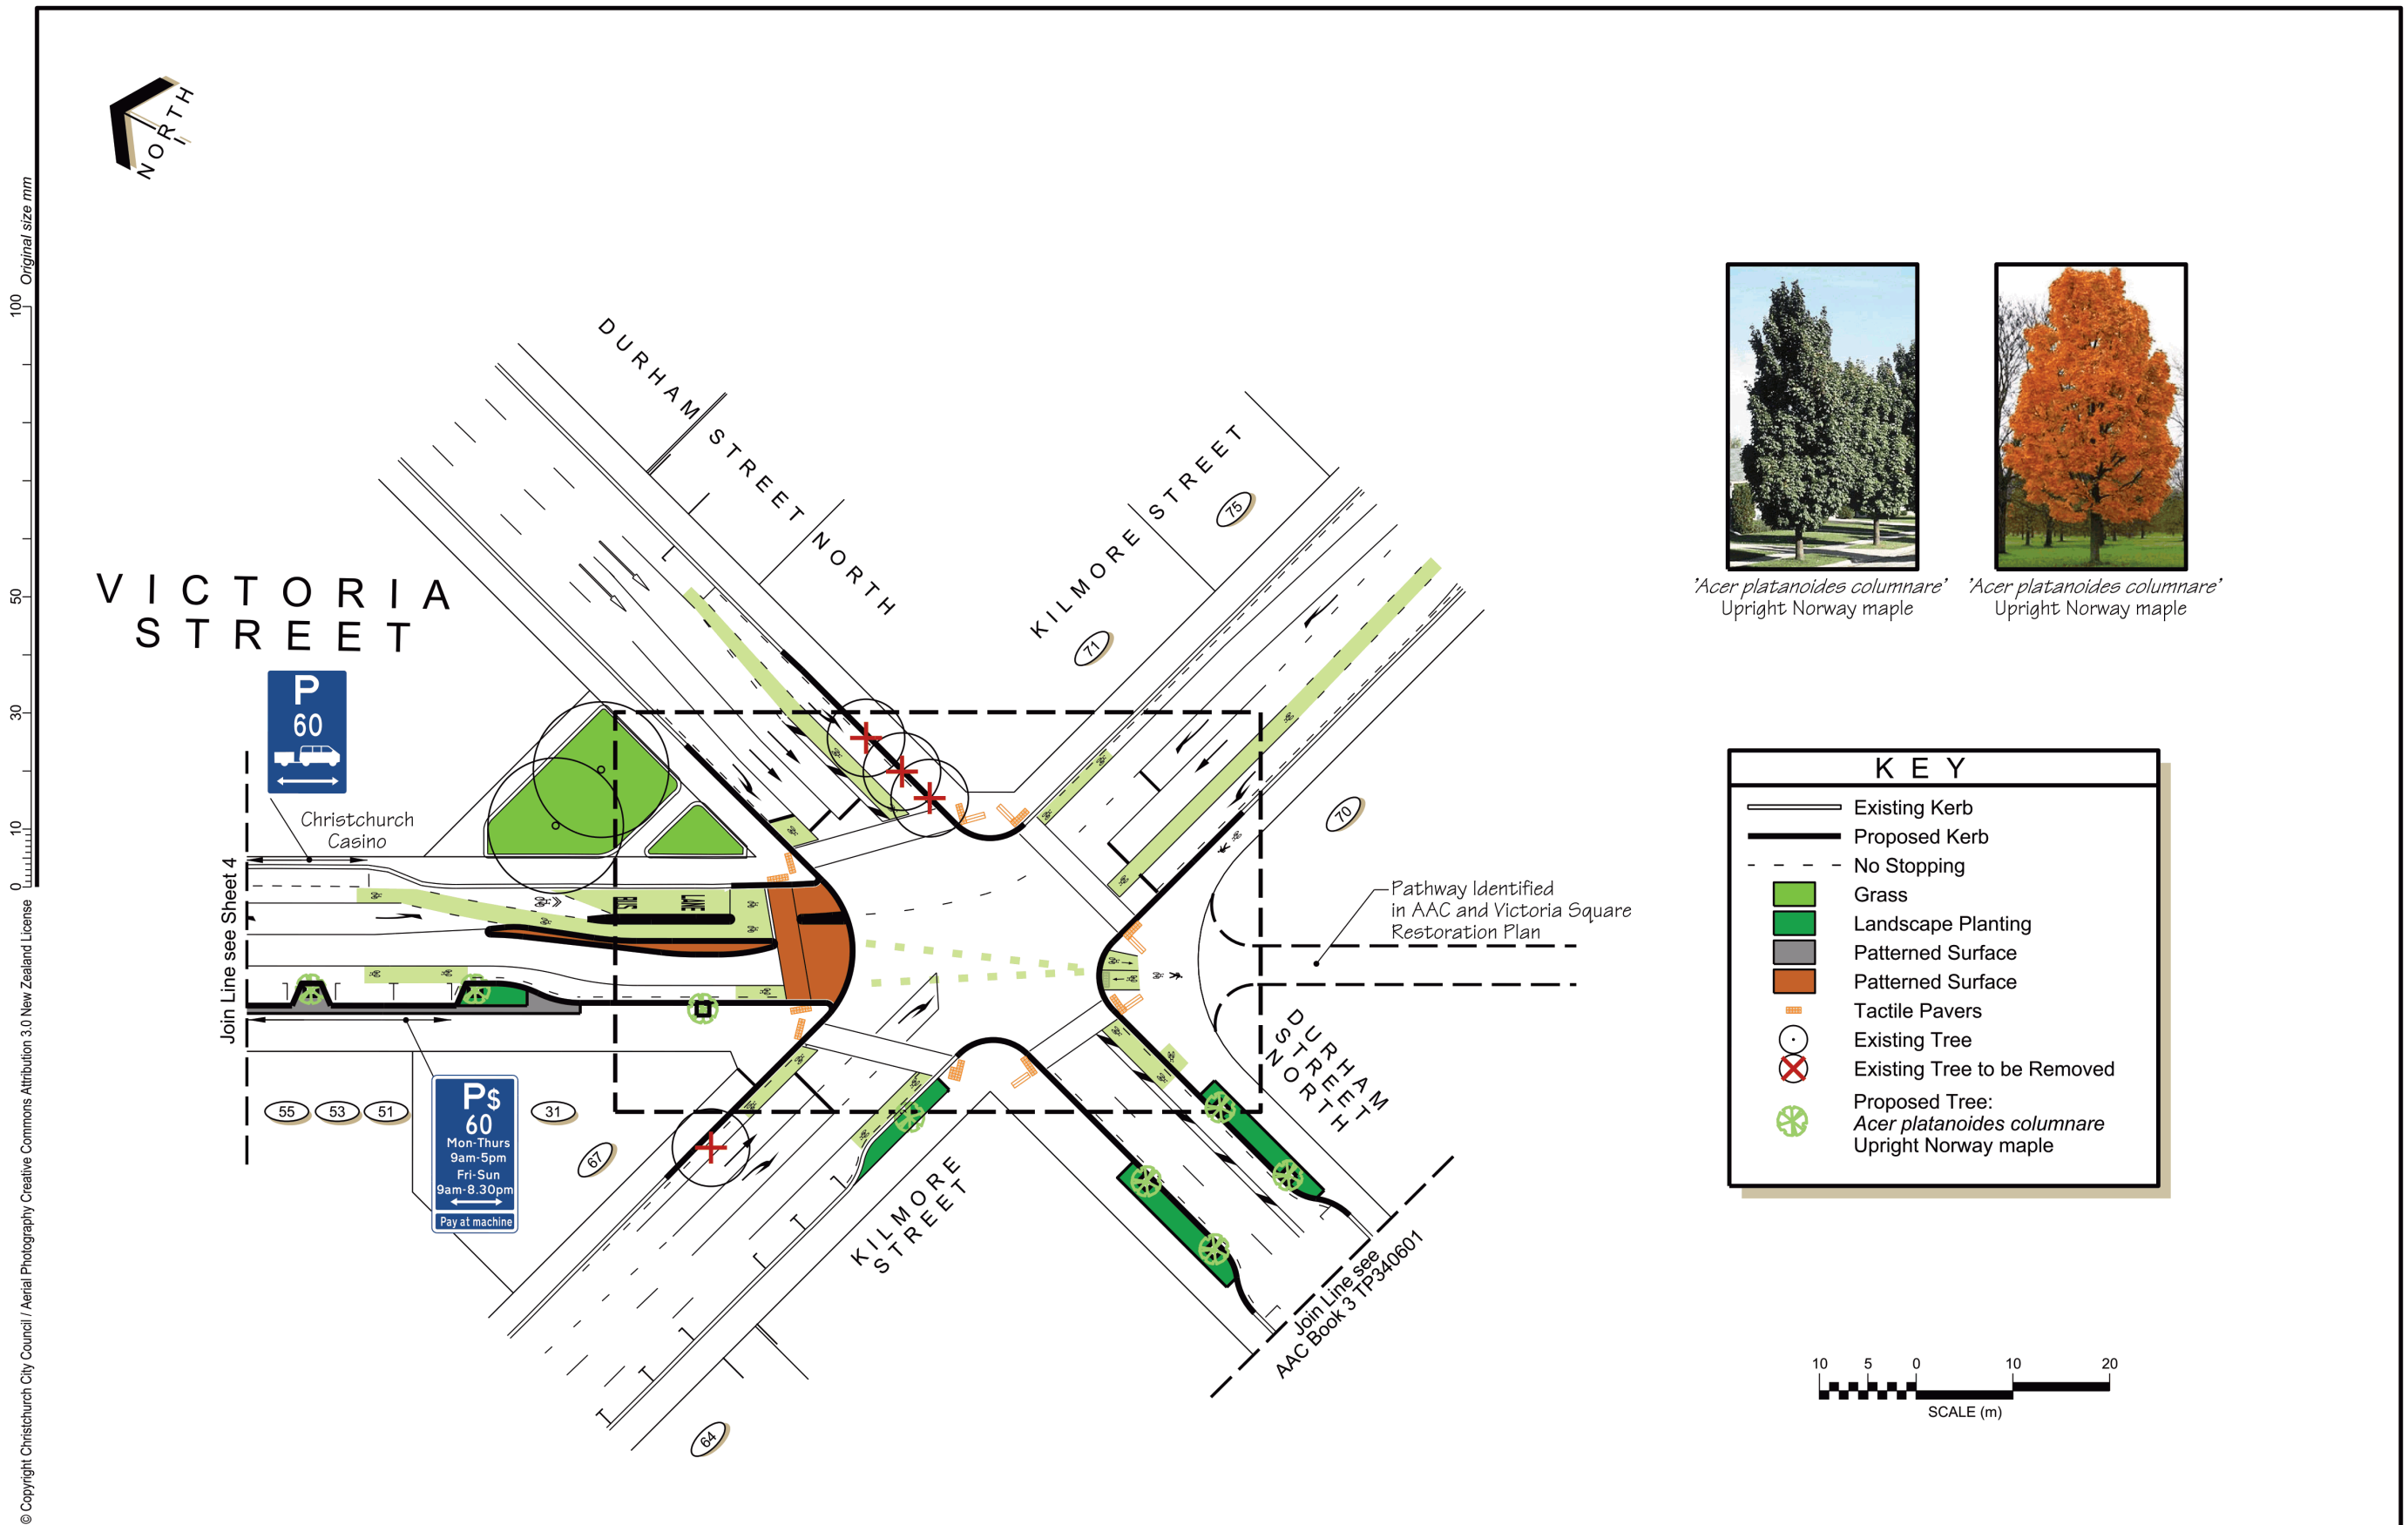 NORTH
Original size mm
100
50
30
10
0
© Copyright Christchurch City Council / Aerial Photography Creative Commons Attribution 3.0 New Zealand License
VICTORIA
STREET
DURHAM STREET NORTH
KILMORE STREET
75
71
70
P
60
Christchurch
Casino
Join Line see Sheet 4
BUS
LANE
Pathway Identified
in AAC and Victoria Square
Restoration Plan
DURHAM
STREET
NORTH
55
53
51
31
67
64
P$
60
Mon-Thurs
9am-5pm
Fri-Sun
9am-8.30pm
Pay at machine
KILMORE
STREET
Join Line see
AAC Book 3 TP340601
'Acer platanoides columnare'
Upright Norway maple
'Acer platanoides columnare'
Upright Norway maple
KEY
Existing Kerb
Proposed Kerb
No Stopping
Grass
Landscape Planting
Patterned Surface
Patterned Surface
Tactile Pavers
Existing Tree
Existing Tree to be Removed
Proposed Tree:
Acer platanoides columnare
Upright Norway maple
10 5 0 10 20
SCALE (m)